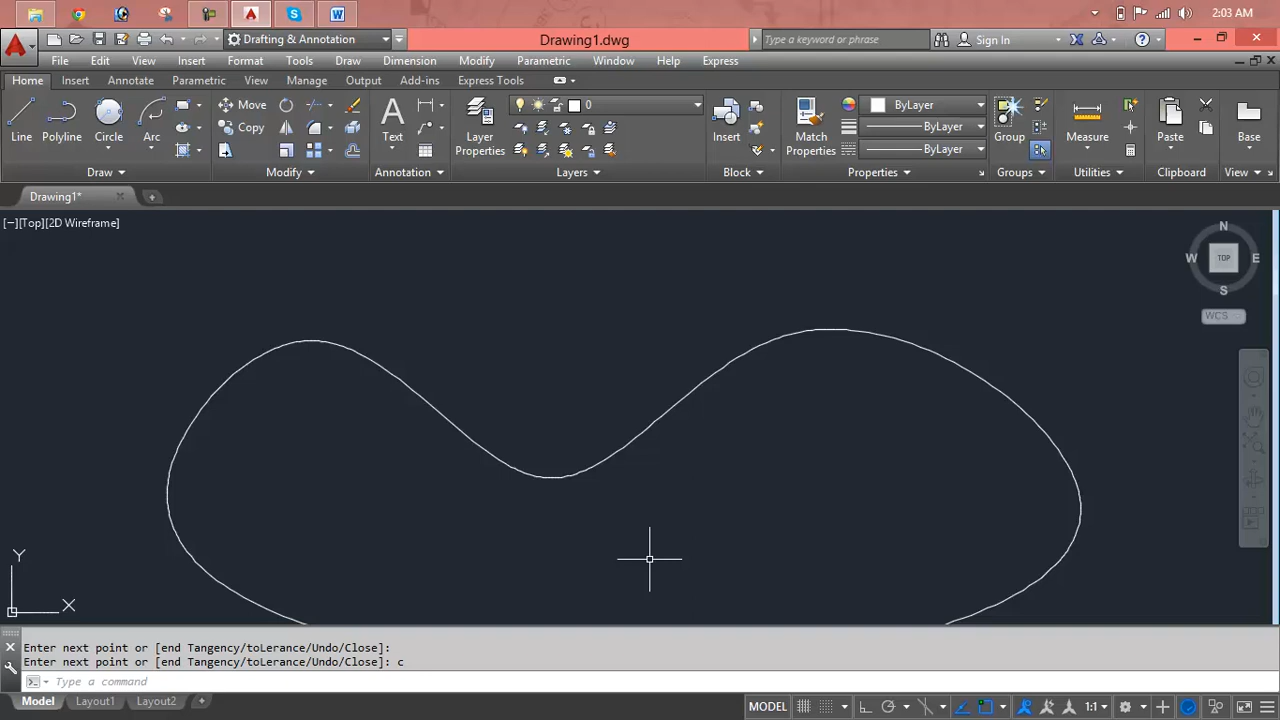 2:03 AM
Drafting & Annotation
Drawing1.dwg
Type a keyword or phrase
Sign In
File Edit View Insert Format Tools Draw Dimension Modify Parametric Window Help Express
Home Insert Annotation Parametric View Manage Output Add-ins Express Tools
Line Polyline Circle Arc
Move
Copy
Text
Layer
Properties
0
Insert
Match
Properties
ByLayer
ByLayer
ByLayer
Group
Measure
Paste
Base
Draw Modify Annotation Layers Block Properties Groups Utilities Clipboard View
Drawing1*
[−][Top][2D Wireframe]
N
W TOP E
S
WCS
Y
X
Enter next point or [end Tangency/toLerance/Undo/Close]:
Enter next point or [end Tangency/toLerance/Undo/Close]: c
Type a command
Model Layout1 Layout2 +
MODEL 1:1